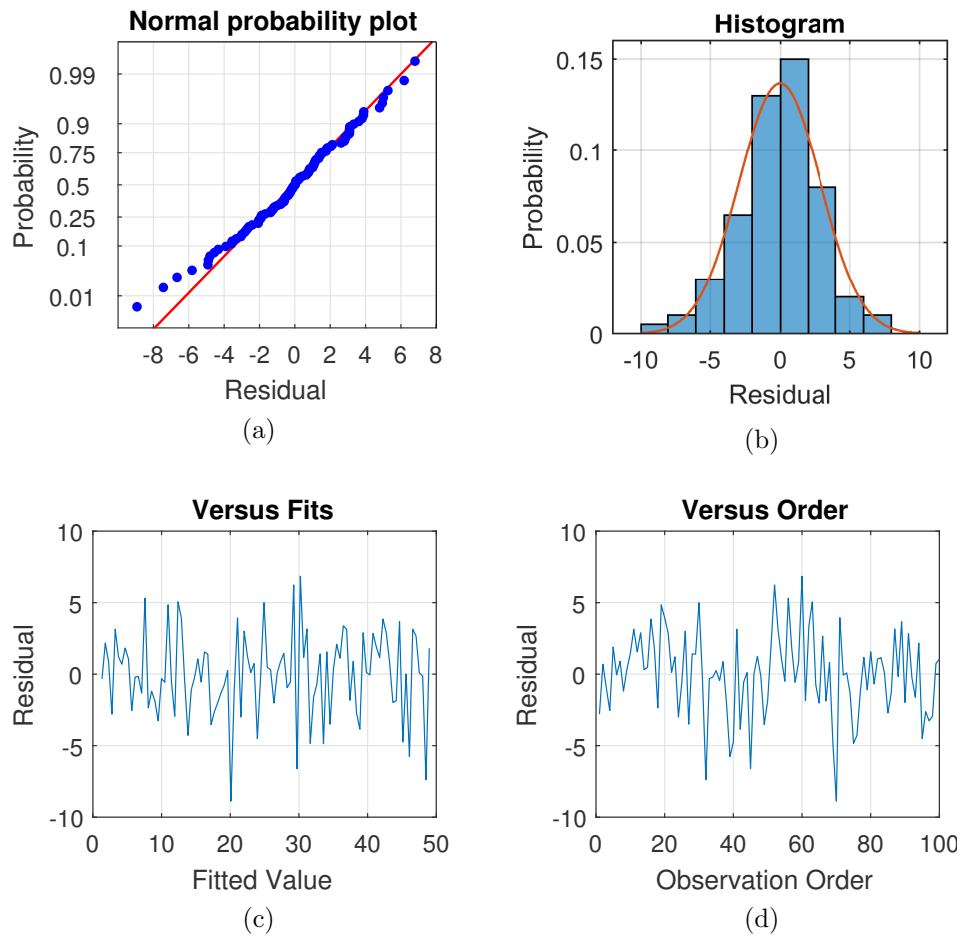 Normal probability plot
0.99
0.9
0.75
0.5
0.25
0.1
0.01
Probability
-8 -6 -4 -2 0 2 4 6 8
Residual
(a)
Histogram
0.15
0.1
0.05
0
Probability
-10 -5 0 5 10
Residual
(b)
Versus Fits
10
5
0
-5
-10
Residual
0 10 20 30 40 50
Fitted Value
(c)
Versus Order
10
5
0
-5
-10
Residual
0 20 40 60 80 100
Observation Order
(d)